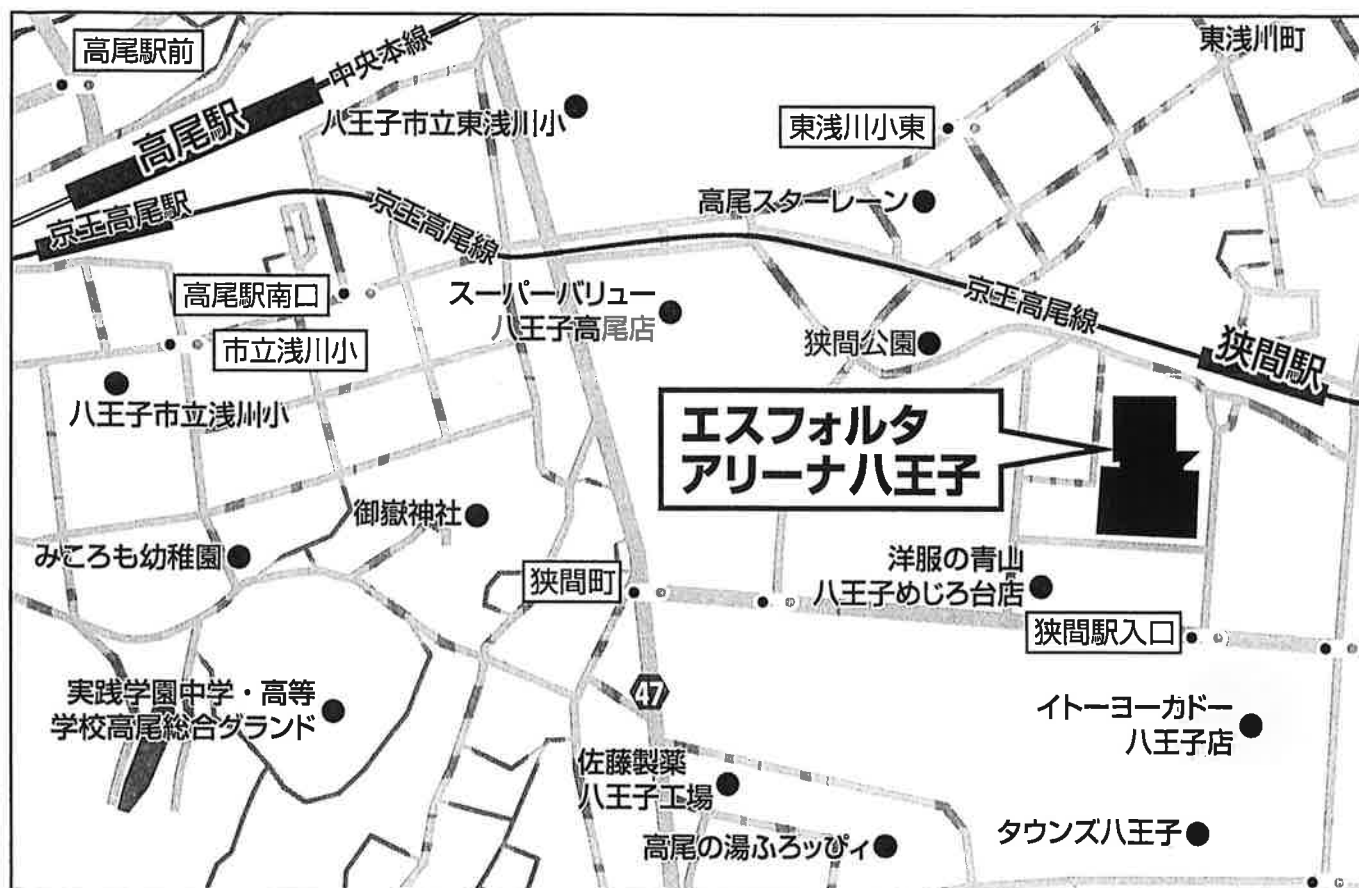 高尾駅前
中央本線
東浅川町
高尾駅
八王子市立東浅川小
東浅川小東
京王高尾駅
京王高尾線
高尾スターレーン
高尾駅南口
スーパーバリュー
八王子高尾店
京王高尾線
市立浅川小
狭間公園
狭間駅
八王子市立浅川小
エスフォルタ
アリーナ八王子
御嶽神社
みころも幼稚園
狭間町
洋服の青山
八王子めじろ台店
狭間駅入口
実践学園中学・高等
学校高尾総合グランド
47
イトーヨーカドー
八王子店
佐藤製薬
八王子工場
高尾の湯ふろッぴィ
タウンズ八王子